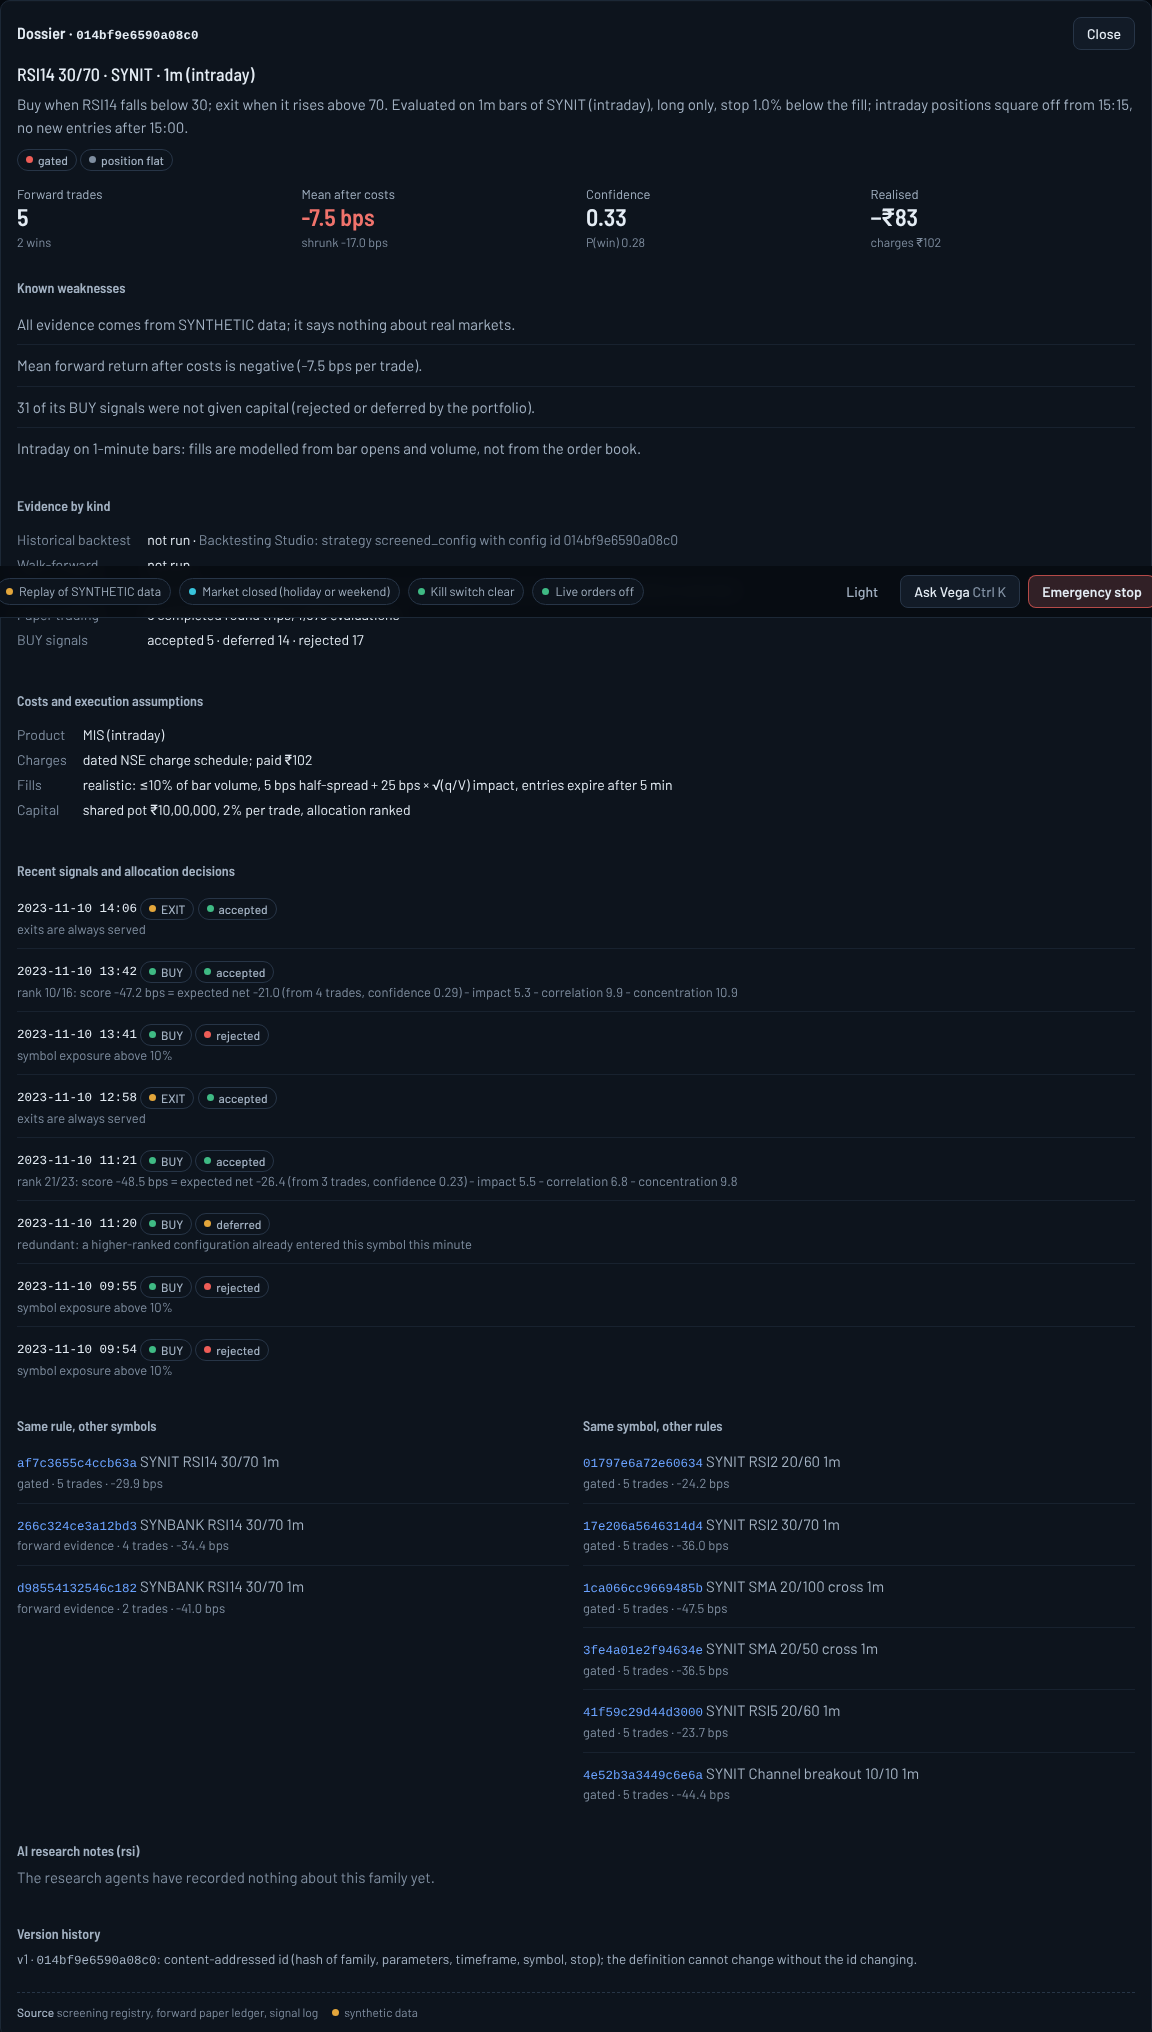 Dossier · 014bf9e6590a08c0
Close
RSI14 30/70 · SYNIT · 1m (intraday)
Buy when RSI14 falls below 30; exit when it rises above 70. Evaluated on 1m bars of SYNIT (intraday), long only, stop 1.0% below the fill; intraday positions square off from 15:15,
no new entries after 15:00.
gated
position flat
Forward trades
5
2 wins
Mean after costs
-7.5 bps
shrunk -17.0 bps
Confidence
0.33
P(win) 0.28
Realised
−₹83
charges ₹102
Known weaknesses
All evidence comes from SYNTHETIC data; it says nothing about real markets.
Mean forward return after costs is negative (-7.5 bps per trade).
31 of its BUY signals were not given capital (rejected or deferred by the portfolio).
Intraday on 1-minute bars: fills are modelled from bar opens and volume, not from the order book.
Evidence by kind
Historical backtest not run · Backtesting Studio: strategy screened_config with config id 014bf9e6590a08c0
Walk-forward not run
Replay of SYNTHETIC data
Market closed (holiday or weekend)
Kill switch clear
Live orders off
Light
Ask Vega Ctrl K
Emergency stop
Paper trading
BUY signals accepted 5 · deferred 14 · rejected 17
Costs and execution assumptions
Product MIS (intraday)
Charges dated NSE charge schedule; paid ₹102
Fills realistic: ≤10% of bar volume, 5 bps half-spread + 25 bps × √(q/V) impact, entries expire after 5 min
Capital shared pot ₹10,00,000, 2% per trade, allocation ranked
Recent signals and allocation decisions
2023-11-10 14:06 EXIT accepted
exits are always served
2023-11-10 13:42 BUY accepted
rank 10/16: score -47.2 bps = expected net -21.0 (from 4 trades, confidence 0.29) - impact 5.3 - correlation 9.9 - concentration 10.9
2023-11-10 13:41 BUY rejected
symbol exposure above 10%
2023-11-10 12:58 EXIT accepted
exits are always served
2023-11-10 11:21 BUY accepted
rank 21/23: score -48.5 bps = expected net -26.4 (from 3 trades, confidence 0.23) - impact 5.5 - correlation 6.8 - concentration 9.8
2023-11-10 11:20 BUY deferred
redundant: a higher-ranked configuration already entered this symbol this minute
2023-11-10 09:55 BUY rejected
symbol exposure above 10%
2023-11-10 09:54 BUY rejected
symbol exposure above 10%
Same rule, other symbols
af7c3655c4ccb63a SYNIT RSI14 30/70 1m
gated · 5 trades · -29.9 bps
266c324ce3a12bd3 SYNBANK RSI14 30/70 1m
forward evidence · 4 trades · -34.4 bps
d98554132546c182 SYNBANK RSI14 30/70 1m
forward evidence · 2 trades · -41.0 bps
Same symbol, other rules
01797e6a72e60634 SYNIT RSI2 20/60 1m
gated · 5 trades · -24.2 bps
17e206a5646314d4 SYNIT RSI2 30/70 1m
gated · 5 trades · -36.0 bps
1ca066cc9669485b SYNIT SMA 20/100 cross 1m
gated · 5 trades · -47.5 bps
3fe4a01e2f94634e SYNIT SMA 20/50 cross 1m
gated · 5 trades · -36.5 bps
41f59c29d44d3000 SYNIT RSI5 20/60 1m
gated · 5 trades · -23.7 bps
4e52b3a3449c6e6a SYNIT Channel breakout 10/10 1m
gated · 5 trades · -44.4 bps
AI research notes (rsi)
The research agents have recorded nothing about this family yet.
Version history
v1 · 014bf9e6590a08c0: content-addressed id (hash of family, parameters, timeframe, symbol, stop); the definition cannot change without the id changing.
Source screening registry, forward paper ledger, signal log
synthetic data